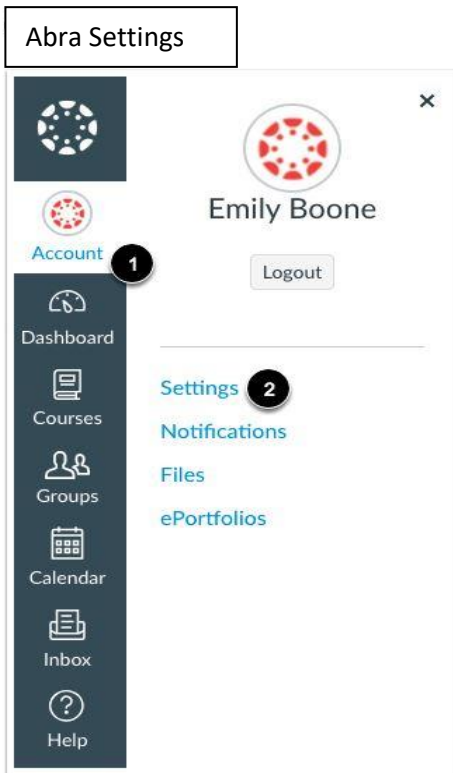 Abra Settings
×
Emily Boone
Account
1
Logout
Dashboard
Settings 2
Courses
Notifications
Files
Groups
ePortfolios
Calendar
Inbox
?
Help